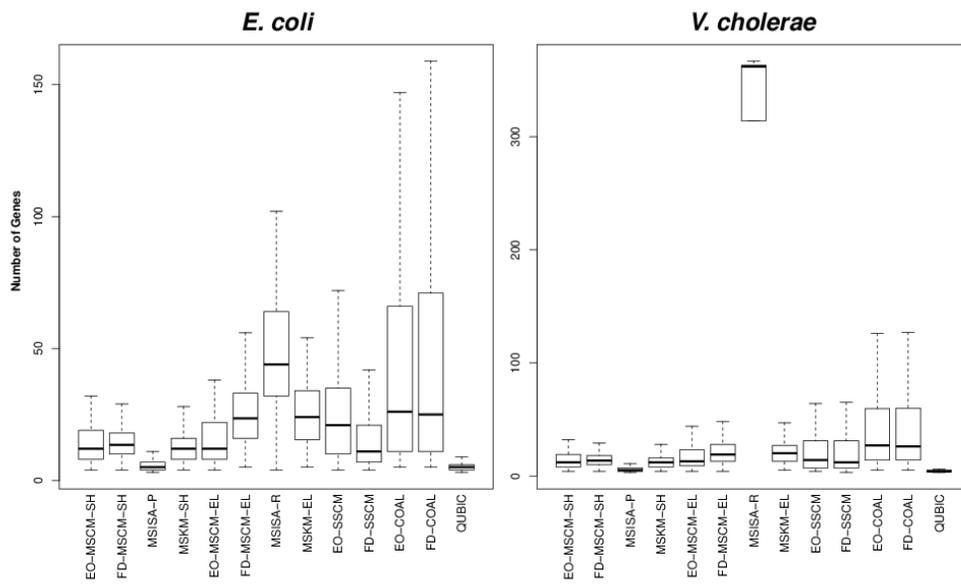 E. coli
V. cholerae
Number of Genes
150
100
50
0
EO−MSCM−SH
FD−MSCM−SH
MSISA−P
MSKM−SH
EO−MSCM−EL
FD−MSCM−EL
MSISA−R
MSKM−EL
EO−SSCM
FD−SSCM
EO−COAL
FD−COAL
QUBIC
300
200
100
0
EO−MSCM−SH
FD−MSCM−SH
MSISA−P
MSKM−SH
EO−MSCM−EL
FD−MSCM−EL
MSISA−R
MSKM−EL
EO−SSCM
FD−SSCM
EO−COAL
FD−COAL
QUBIC